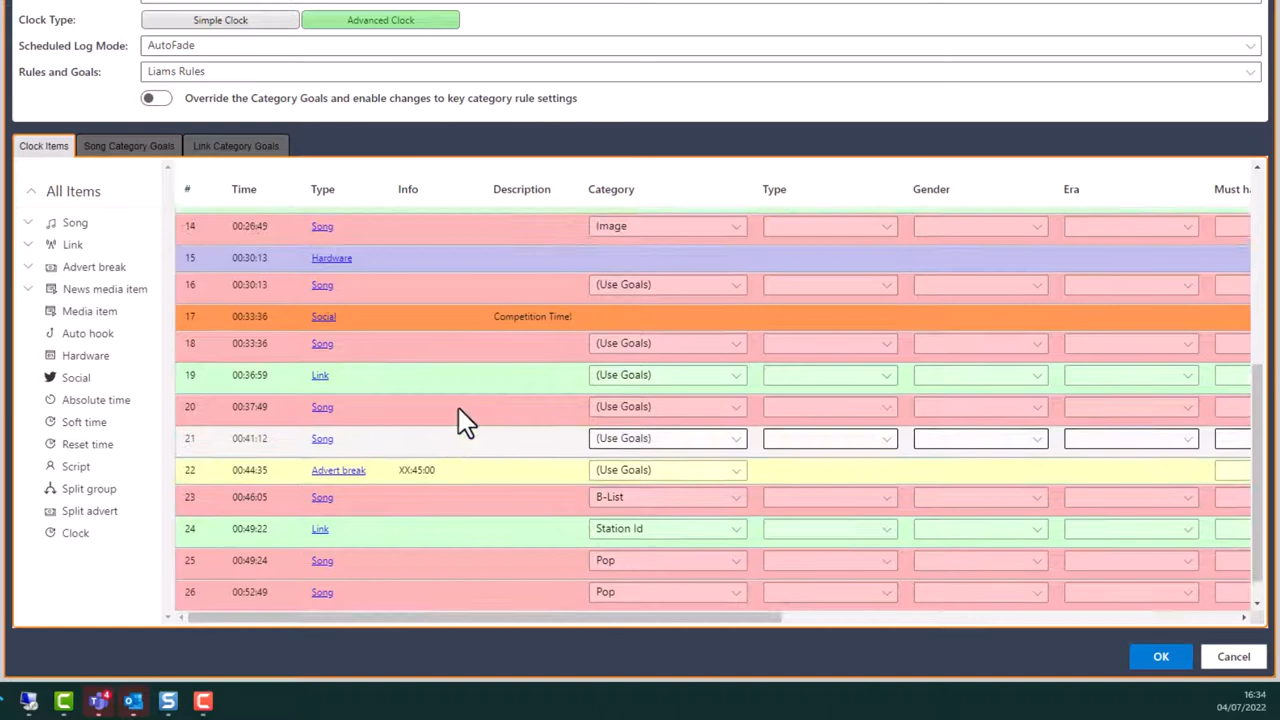 Clock Type: Simple Clock Advanced Clock
Scheduled Log Mode: AutoFade
Rules and Goals: Liams Rules
Override the Category Goals and enable changes to key category rule settings
Clock Items Song Category Goals Link Category Goals
All Items
Song
Link
Advert break
News media item
Media item
Auto hook
Hardware
Social
Absolute time
Soft time
Reset time
Script
Split group
Split advert
Clock
# Time Type Info Description Category Type Gender Era Must h
14 00:26:49 Song Image
15 00:30:13 Hardware
16 00:30:13 Song (Use Goals)
17 00:33:36 Social Competition Time!
18 00:33:36 Song (Use Goals)
19 00:36:59 Link (Use Goals)
20 00:37:49 Song (Use Goals)
21 00:41:12 Song (Use Goals)
22 00:44:35 Advert break XX:45:00 (Use Goals)
23 00:46:05 Song B-List
24 00:49:22 Link Station Id
25 00:49:24 Song Pop
26 00:52:49 Song Pop
OK Cancel
4
16:34
04/07/2022